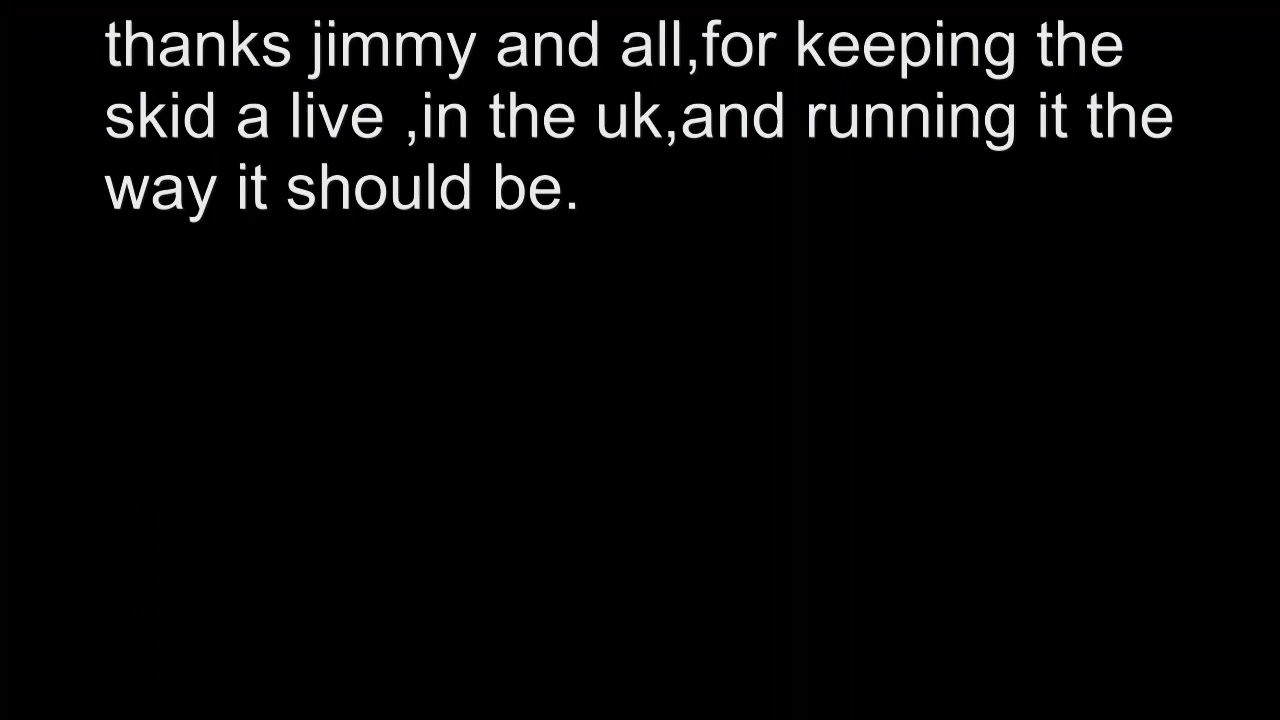 thanks jimmy and all,for keeping the
skid a live ,in the uk,and running it the
way it should be.